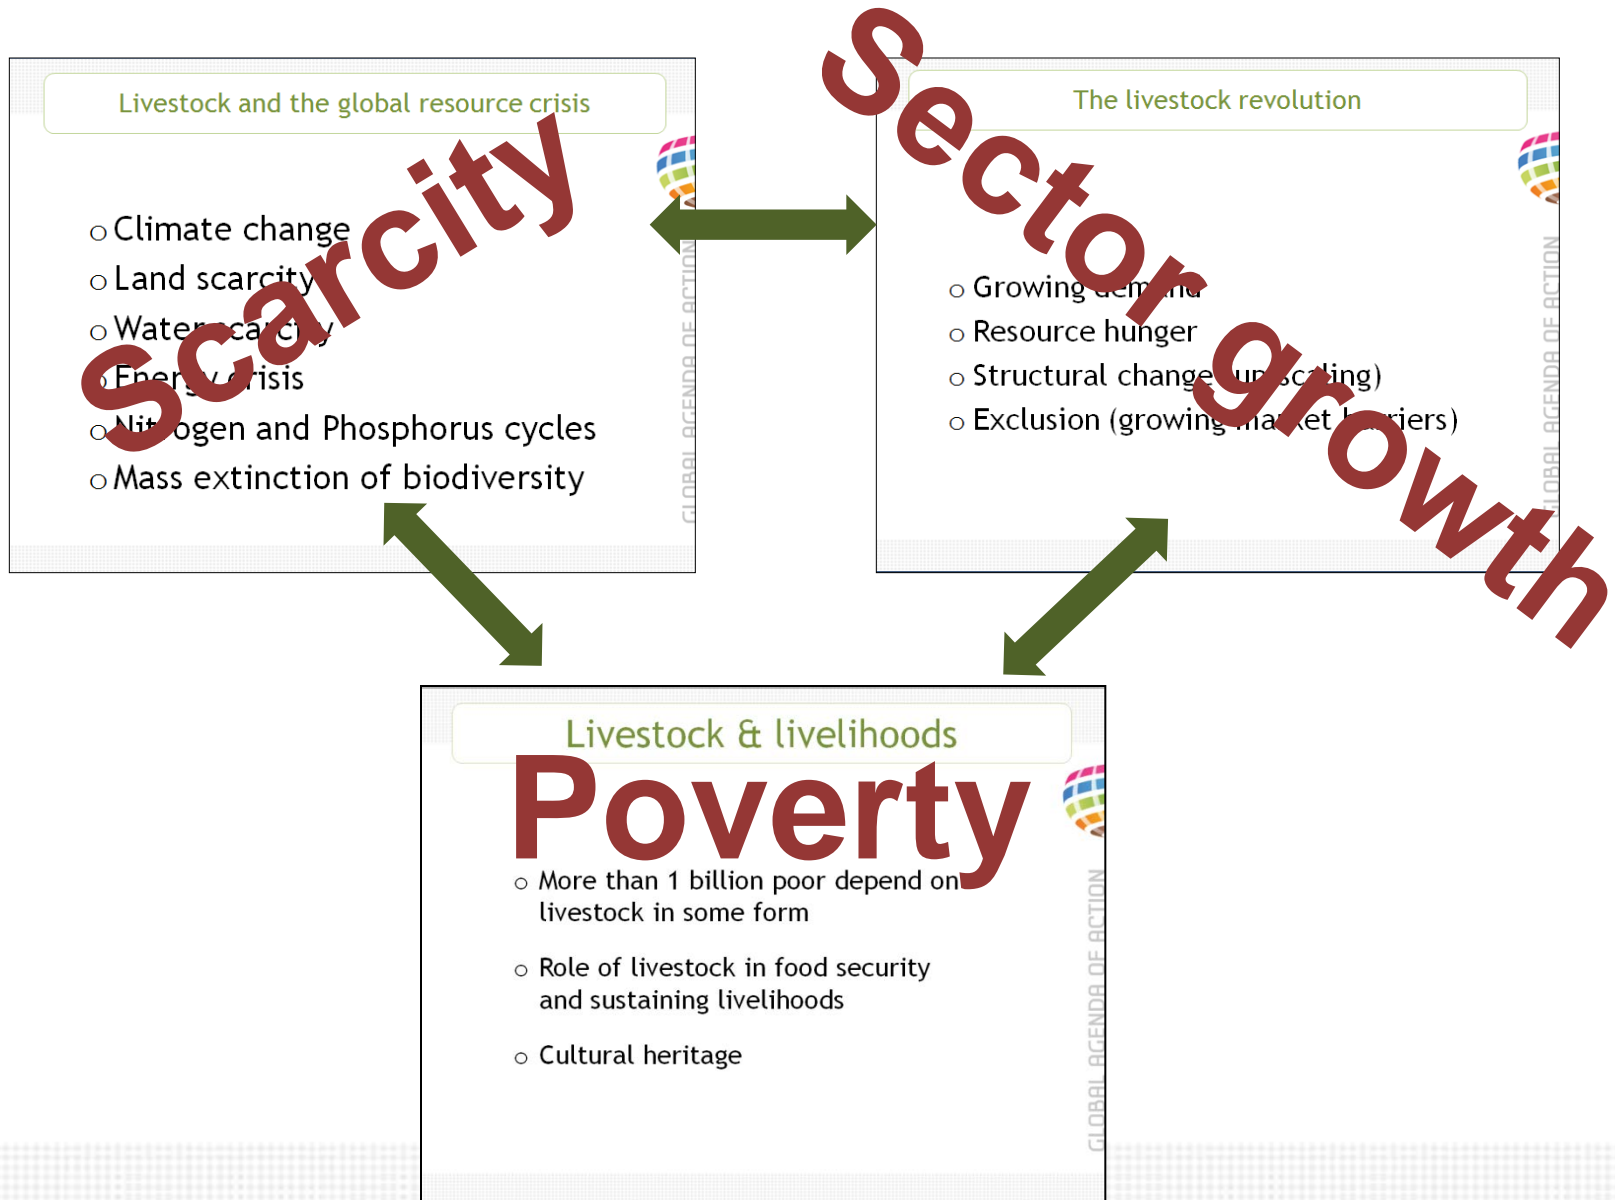 Livestock and the global resource crisis
Scarcity
o Climate change
o Land scarcity
o Water scarcity
o Energy crisis
o Nitrogen and Phosphorus cycles
o Mass extinction of biodiversity
GLOBAL AGENDA OF ACTION
The livestock revolution
Sector growth
o Growing demand
o Resource hunger
o Structural change (up scaling)
o Exclusion (growing market barriers)
GLOBAL AGENDA OF ACTION
Livestock & livelihoods
Poverty
o More than 1 billion poor depend on
livestock in some form
o Role of livestock in food security
and sustaining livelihoods
o Cultural heritage
GLOBAL AGENDA OF ACTION